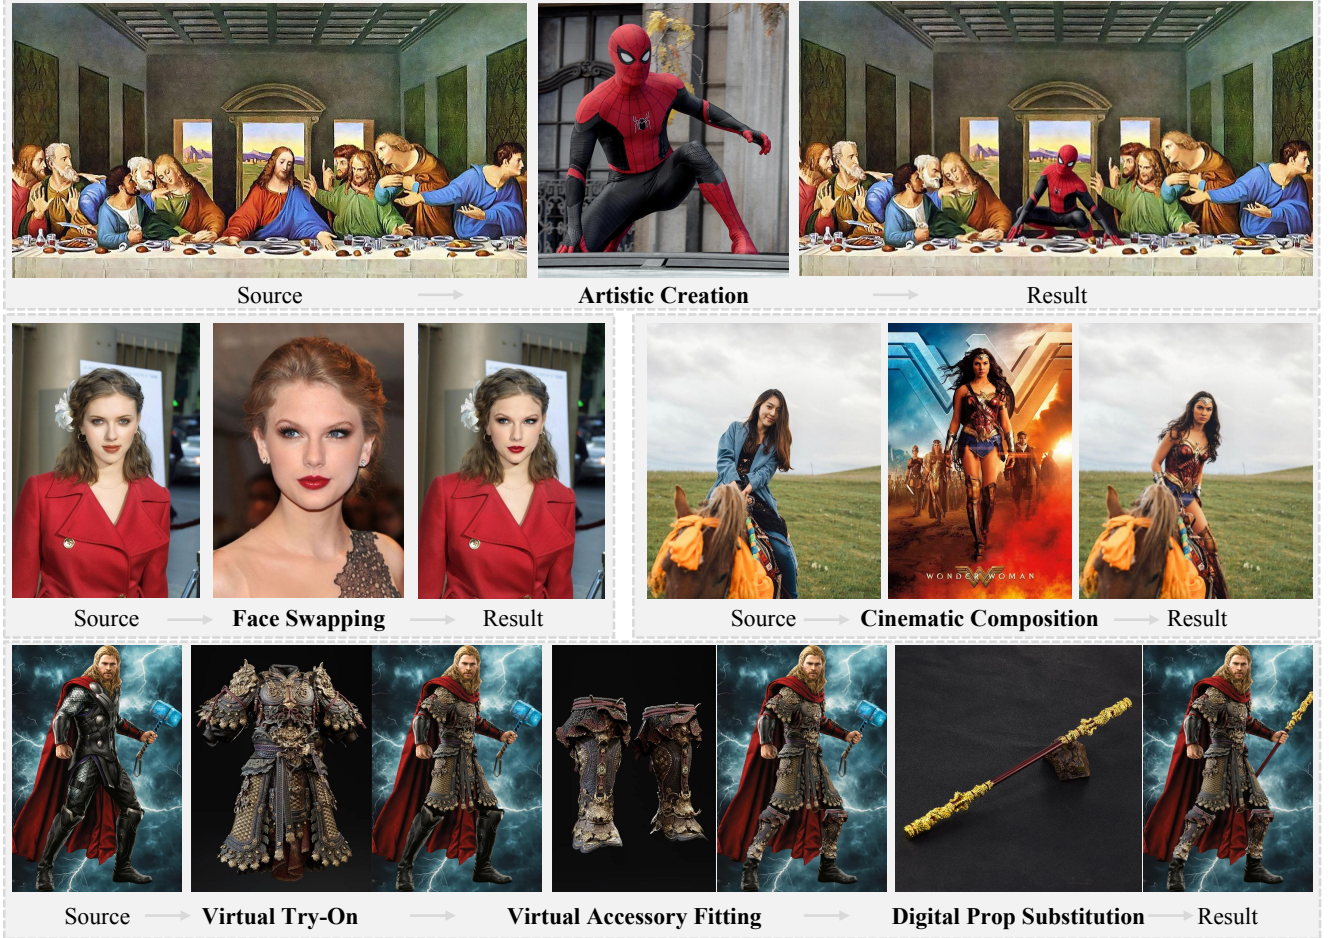 Source Artistic Creation Result
Source Face Swapping Result
Source Cinematic Composition Result
WONDER WOMAN
Source Virtual Try-On Virtual Accessory Fitting Digital Prop Substitution Result